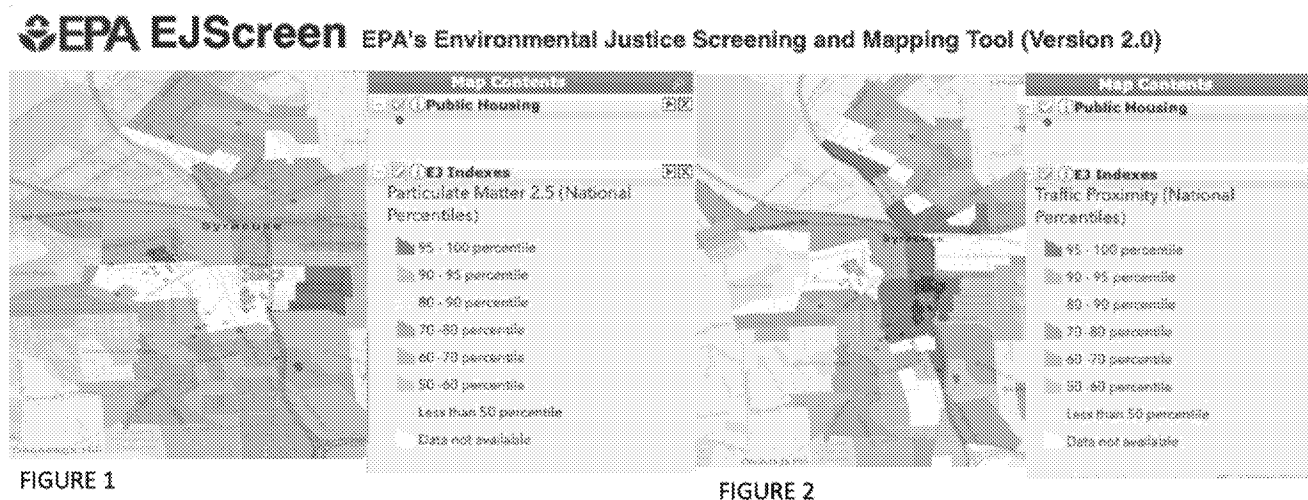 EPA EJScreen EPA's Environmental Justice Screening and Mapping Tool (Version 2.0)
Map Contents
Public Housing
EJ Indexes
Particulate Matter 2.5 (National
Percentiles)
95 - 100 percentile
90 - 95 percentile
80 - 90 percentile
70 - 80 percentile
60 - 70 percentile
50 - 60 percentile
Less than 50 percentile
Data not available
Syracuse
FIGURE 1
Map Contents
Public Housing
EJ Indexes
Traffic Proximity (National
Percentiles)
95 - 100 percentile
90 - 95 percentile
80 - 90 percentile
70 - 80 percentile
60 - 70 percentile
50 - 60 percentile
Less than 50 percentile
Data not available
Syracuse
FIGURE 2